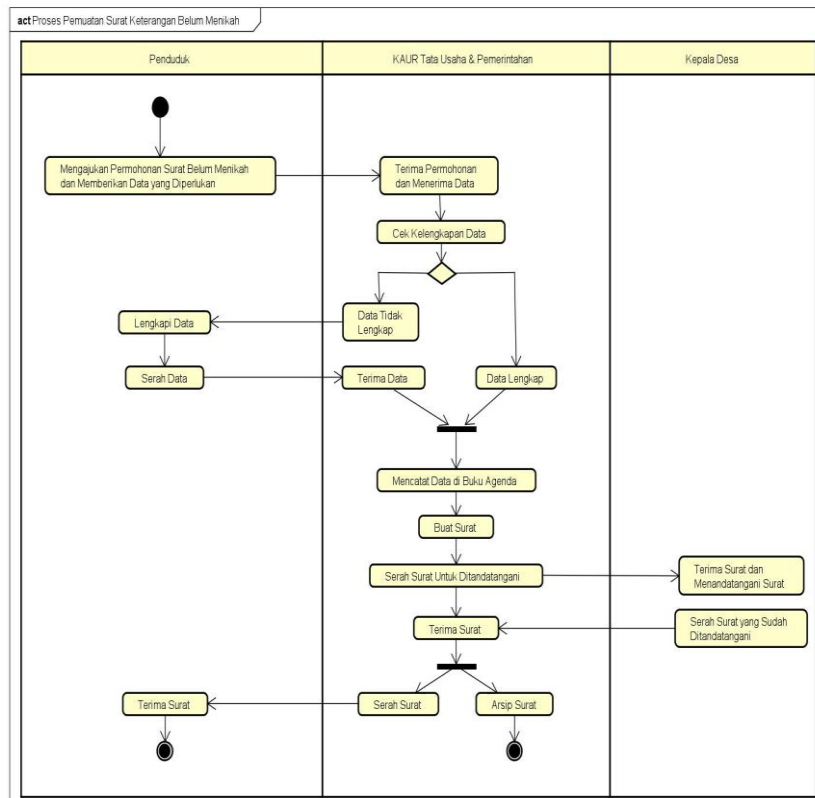 act Proses Pemuatan Surat Keterangan Belum Menikah
Penduduk
KAUR Tata Usaha & Pemerintahan
Kepala Desa
Mengajukan Permohonan Surat Belum Menikah
dan Memberikan Data yang Diperlukan
Terima Permohonan
dan Menerima Data
Cek Kelengkapan Data
Data Tidak
Lengkap
Lengkapi Data
Serah Data
Terima Data
Data Lengkap
Mencatat Data di Buku Agenda
Buat Surat
Serah Surat Untuk Ditandatangani
Terima Surat dan
Menandatangani Surat
Serah Surat yang Sudah
Ditandatangani
Terima Surat
Terima Surat
Serah Surat
Arsip Surat